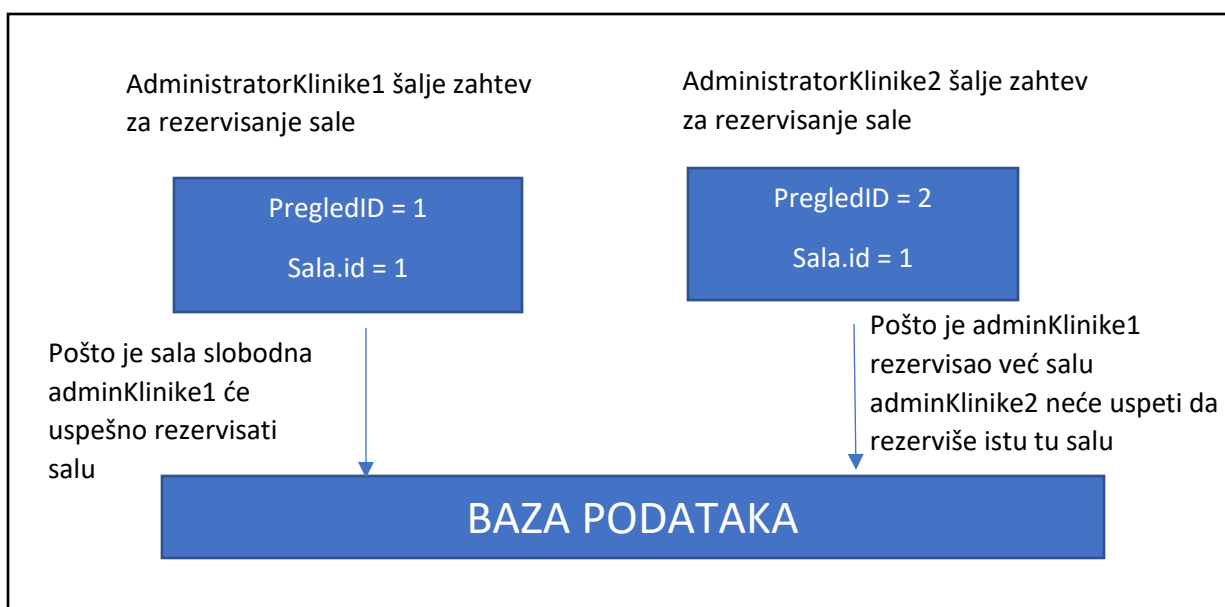 AdministratorKlinike1 šalje zahtev
za rezervisanje sale
AdministratorKlinike2 šalje zahtev
za rezervisanje sale
PregledID = 1
Sala.id = 1
PregledID = 2
Sala.id = 1
Pošto je sala slobodna
adminKlinike1 će
uspešno rezervisati
salu
Pošto je adminKlinike1
rezervisao već salu
adminKlinike2 neće uspeti da
rezerviše istu tu salu
BAZA PODATAKA